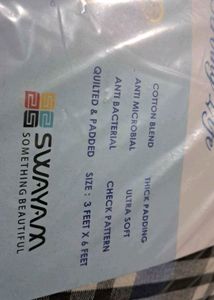 COTTON BLEND THICK PADDING
ANTI MICROBIAL ULTRA SOFT
ANTI BACTERIAL CHECK PATTERN
QUILTED & PADDED SIZE : 3 FEET X 6 FEET
SWAYAM
SOMETHING BEAUTIFUL